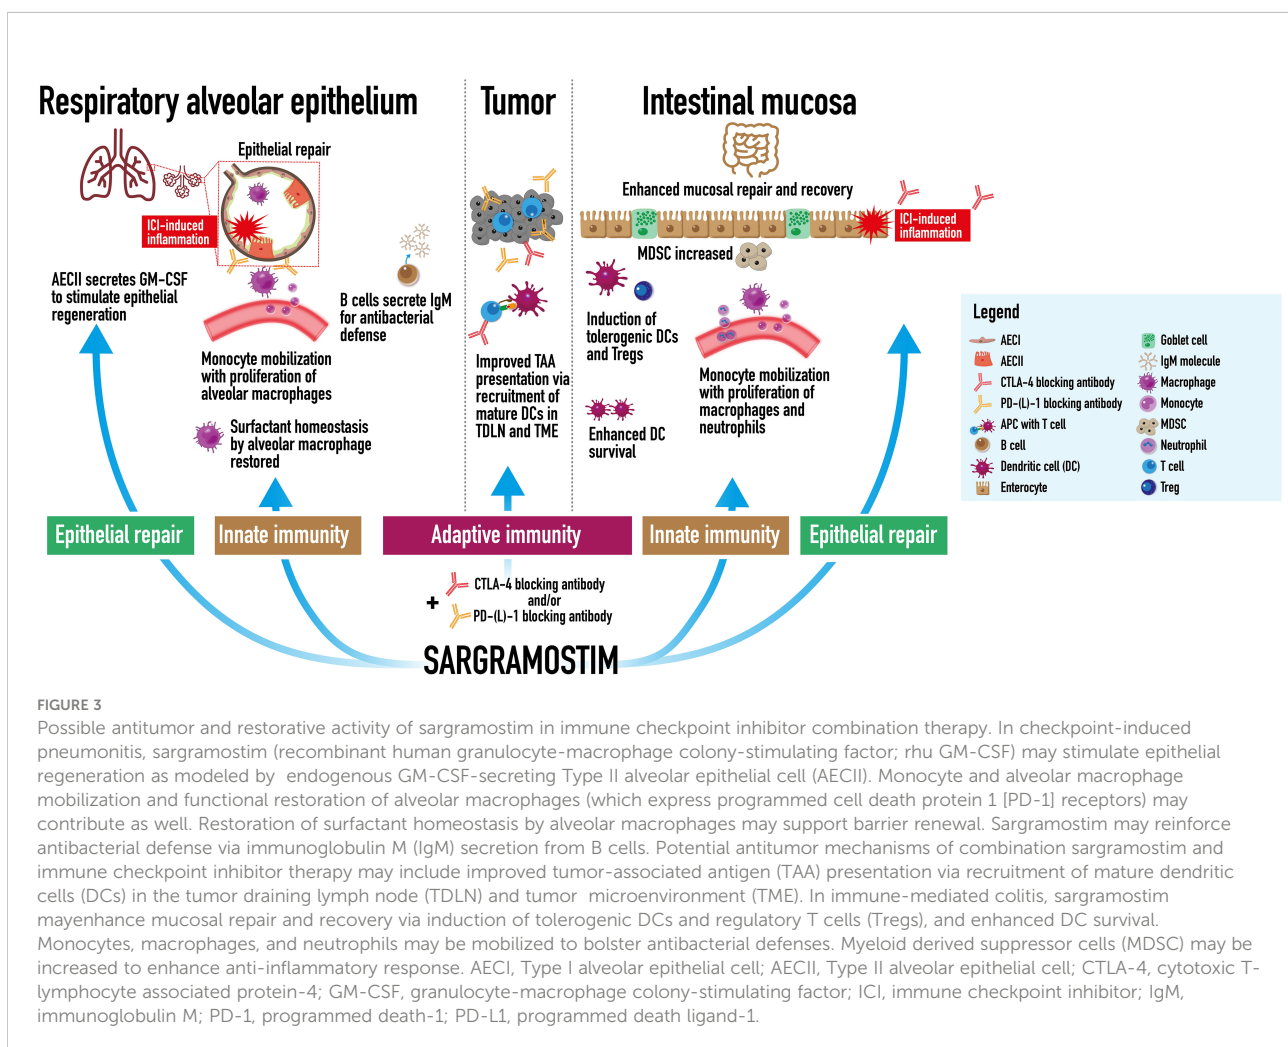 Respiratory alveolar epithelium
Tumor
Intestinal mucosa
Epithelial repair
ICI-induced
inflammation
AECII secretes GM-CSF
to stimulate epithelial
regeneration
B cells secrete IgM
for antibacterial
defense
Monocyte mobilization
with proliferation of
alveolar macrophages
Surfactant homeostasis
by alveolar macrophage
restored
Improved TAA
presentation via
recruitment of
mature DCs in
TDLN and TME
Enhanced mucosal repair and recovery
ICI-induced
inflammation
MDSC increased
Induction of
tolerogenic DCs
and Tregs
Enhanced DC
survival
Monocyte mobilization
with proliferation of
macrophages and
neutrophils
Legend
AECI
AECII
CTLA-4 blocking antibody
PD-(L)-1 blocking antibody
APC with T cell
B cell
Dendritic cell (DC)
Enterocyte
Goblet cell
IgM molecule
Macrophage
Monocyte
MDSC
Neutrophil
T cell
Treg
Epithelial repair
Innate immunity
Adaptive immunity
Innate immunity
Epithelial repair
+
CTLA-4 blocking antibody
and/or
PD-(L)-1 blocking antibody
SARGRAMOSTIM
FIGURE 3
Possible antitumor and restorative activity of sargramostim in immune checkpoint inhibitor combination therapy. In checkpoint-induced
pneumonitis, sargramostim (recombinant human granulocyte-macrophage colony-stimulating factor; rhu GM-CSF) may stimulate epithelial
regeneration as modeled by endogenous GM-CSF-secreting Type II alveolar epithelial cell (AECII). Monocyte and alveolar macrophage
mobilization and functional restoration of alveolar macrophages (which express programmed cell death protein 1 [PD-1] receptors) may
contribute as well. Restoration of surfactant homeostasis by alveolar macrophages may support barrier renewal. Sargramostim may reinforce
antibacterial defense via immunoglobulin M (IgM) secretion from B cells. Potential antitumor mechanisms of combination sargramostim and
immune checkpoint inhibitor therapy may include improved tumor-associated antigen (TAA) presentation via recruitment of mature dendritic
cells (DCs) in the tumor draining lymph node (TDLN) and tumor microenvironment (TME). In immune-mediated colitis, sargramostim
mayenhance mucosal repair and recovery via induction of tolerogenic DCs and regulatory T cells (Tregs), and enhanced DC survival.
Monocytes, macrophages, and neutrophils may be mobilized to bolster antibacterial defenses. Myeloid derived suppressor cells (MDSC) may be
increased to enhance anti-inflammatory response. AECI, Type I alveolar epithelial cell; AECII, Type II alveolar epithelial cell; CTLA-4, cytotoxic T-
lymphocyte associated protein-4; GM-CSF, granulocyte-macrophage colony-stimulating factor; ICI, immune checkpoint inhibitor; IgM,
immunoglobulin M; PD-1, programmed death-1; PD-L1, programmed death ligand-1.